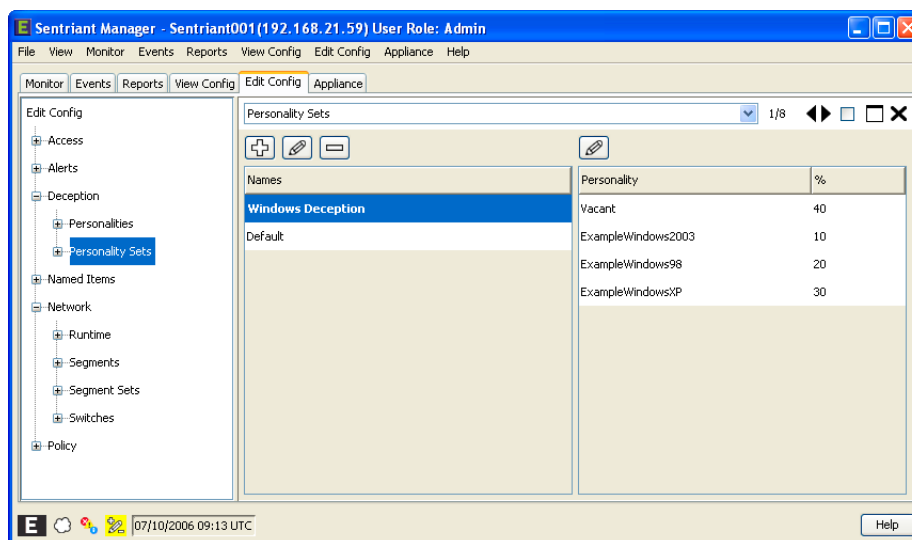 E Sentriant Manager - Sentriant001(192.168.21.59) User Role: Admin
File View Monitor Events Reports View Config Edit Config Appliance Help
Monitor Events Reports View Config Edit Config Appliance
Edit Config
Access
Alerts
Deception
Personalities
Personality Sets
Named Items
Network
Runtime
Segments
Segment Sets
Switches
Policy
Personality Sets 1/8
Names
Windows Deception
Default
Personality %
Vacant 40
ExampleWindows2003 10
ExampleWindows98 20
ExampleWindowsXP 30
E 07/10/2006 09:13 UTC Help